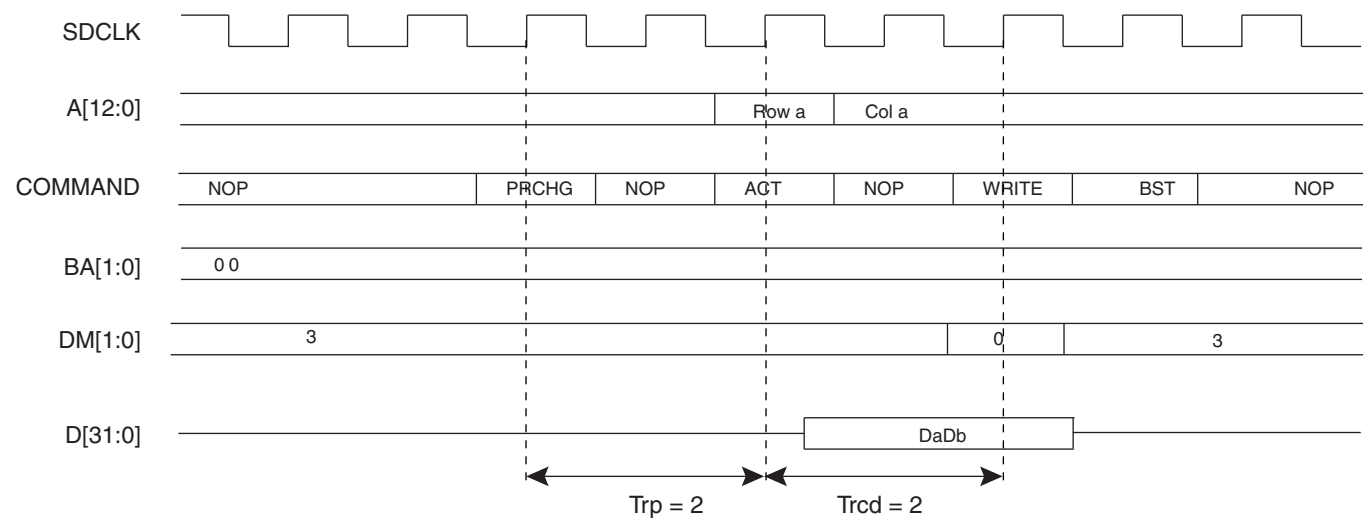 SDCLK
A[12:0] Row a Col a
COMMAND NOP PRCHG NOP ACT NOP WRITE BST NOP
BA[1:0] 0 0
DM[1:0] 3 0 3
D[31:0] DaDb
Trp = 2 Trcd = 2